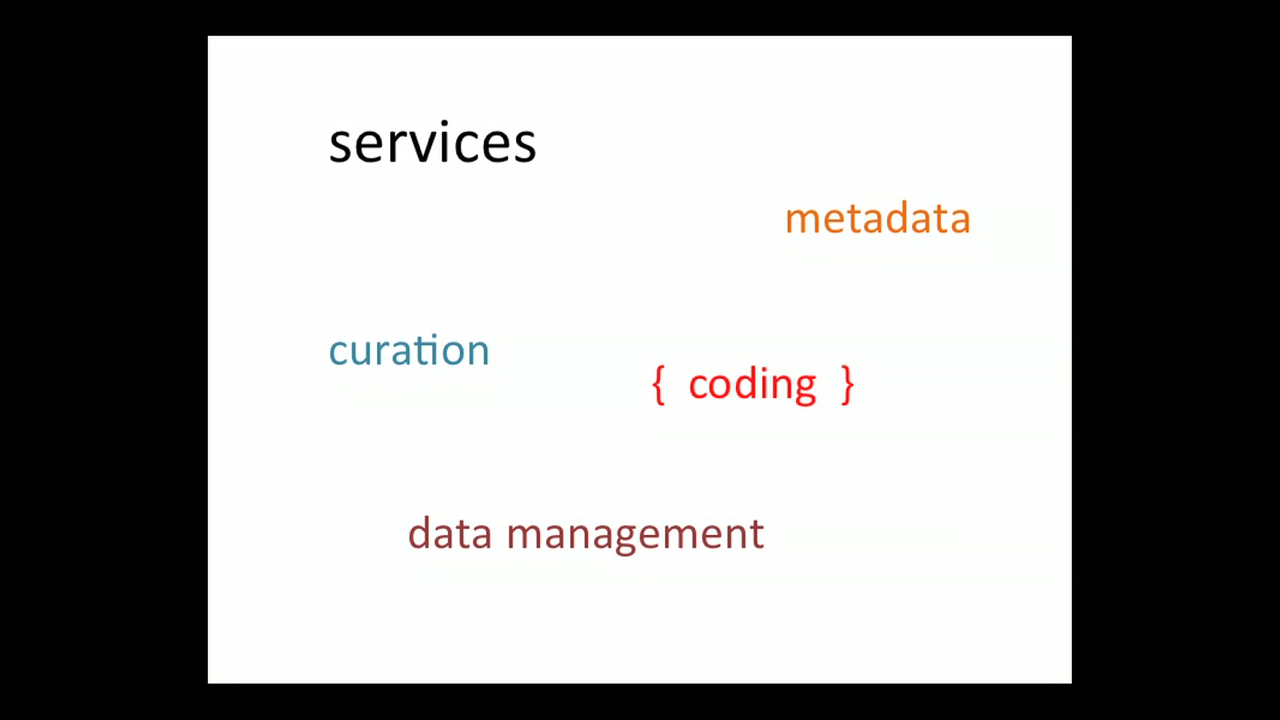 services
metadata
curation
{ coding }
data management